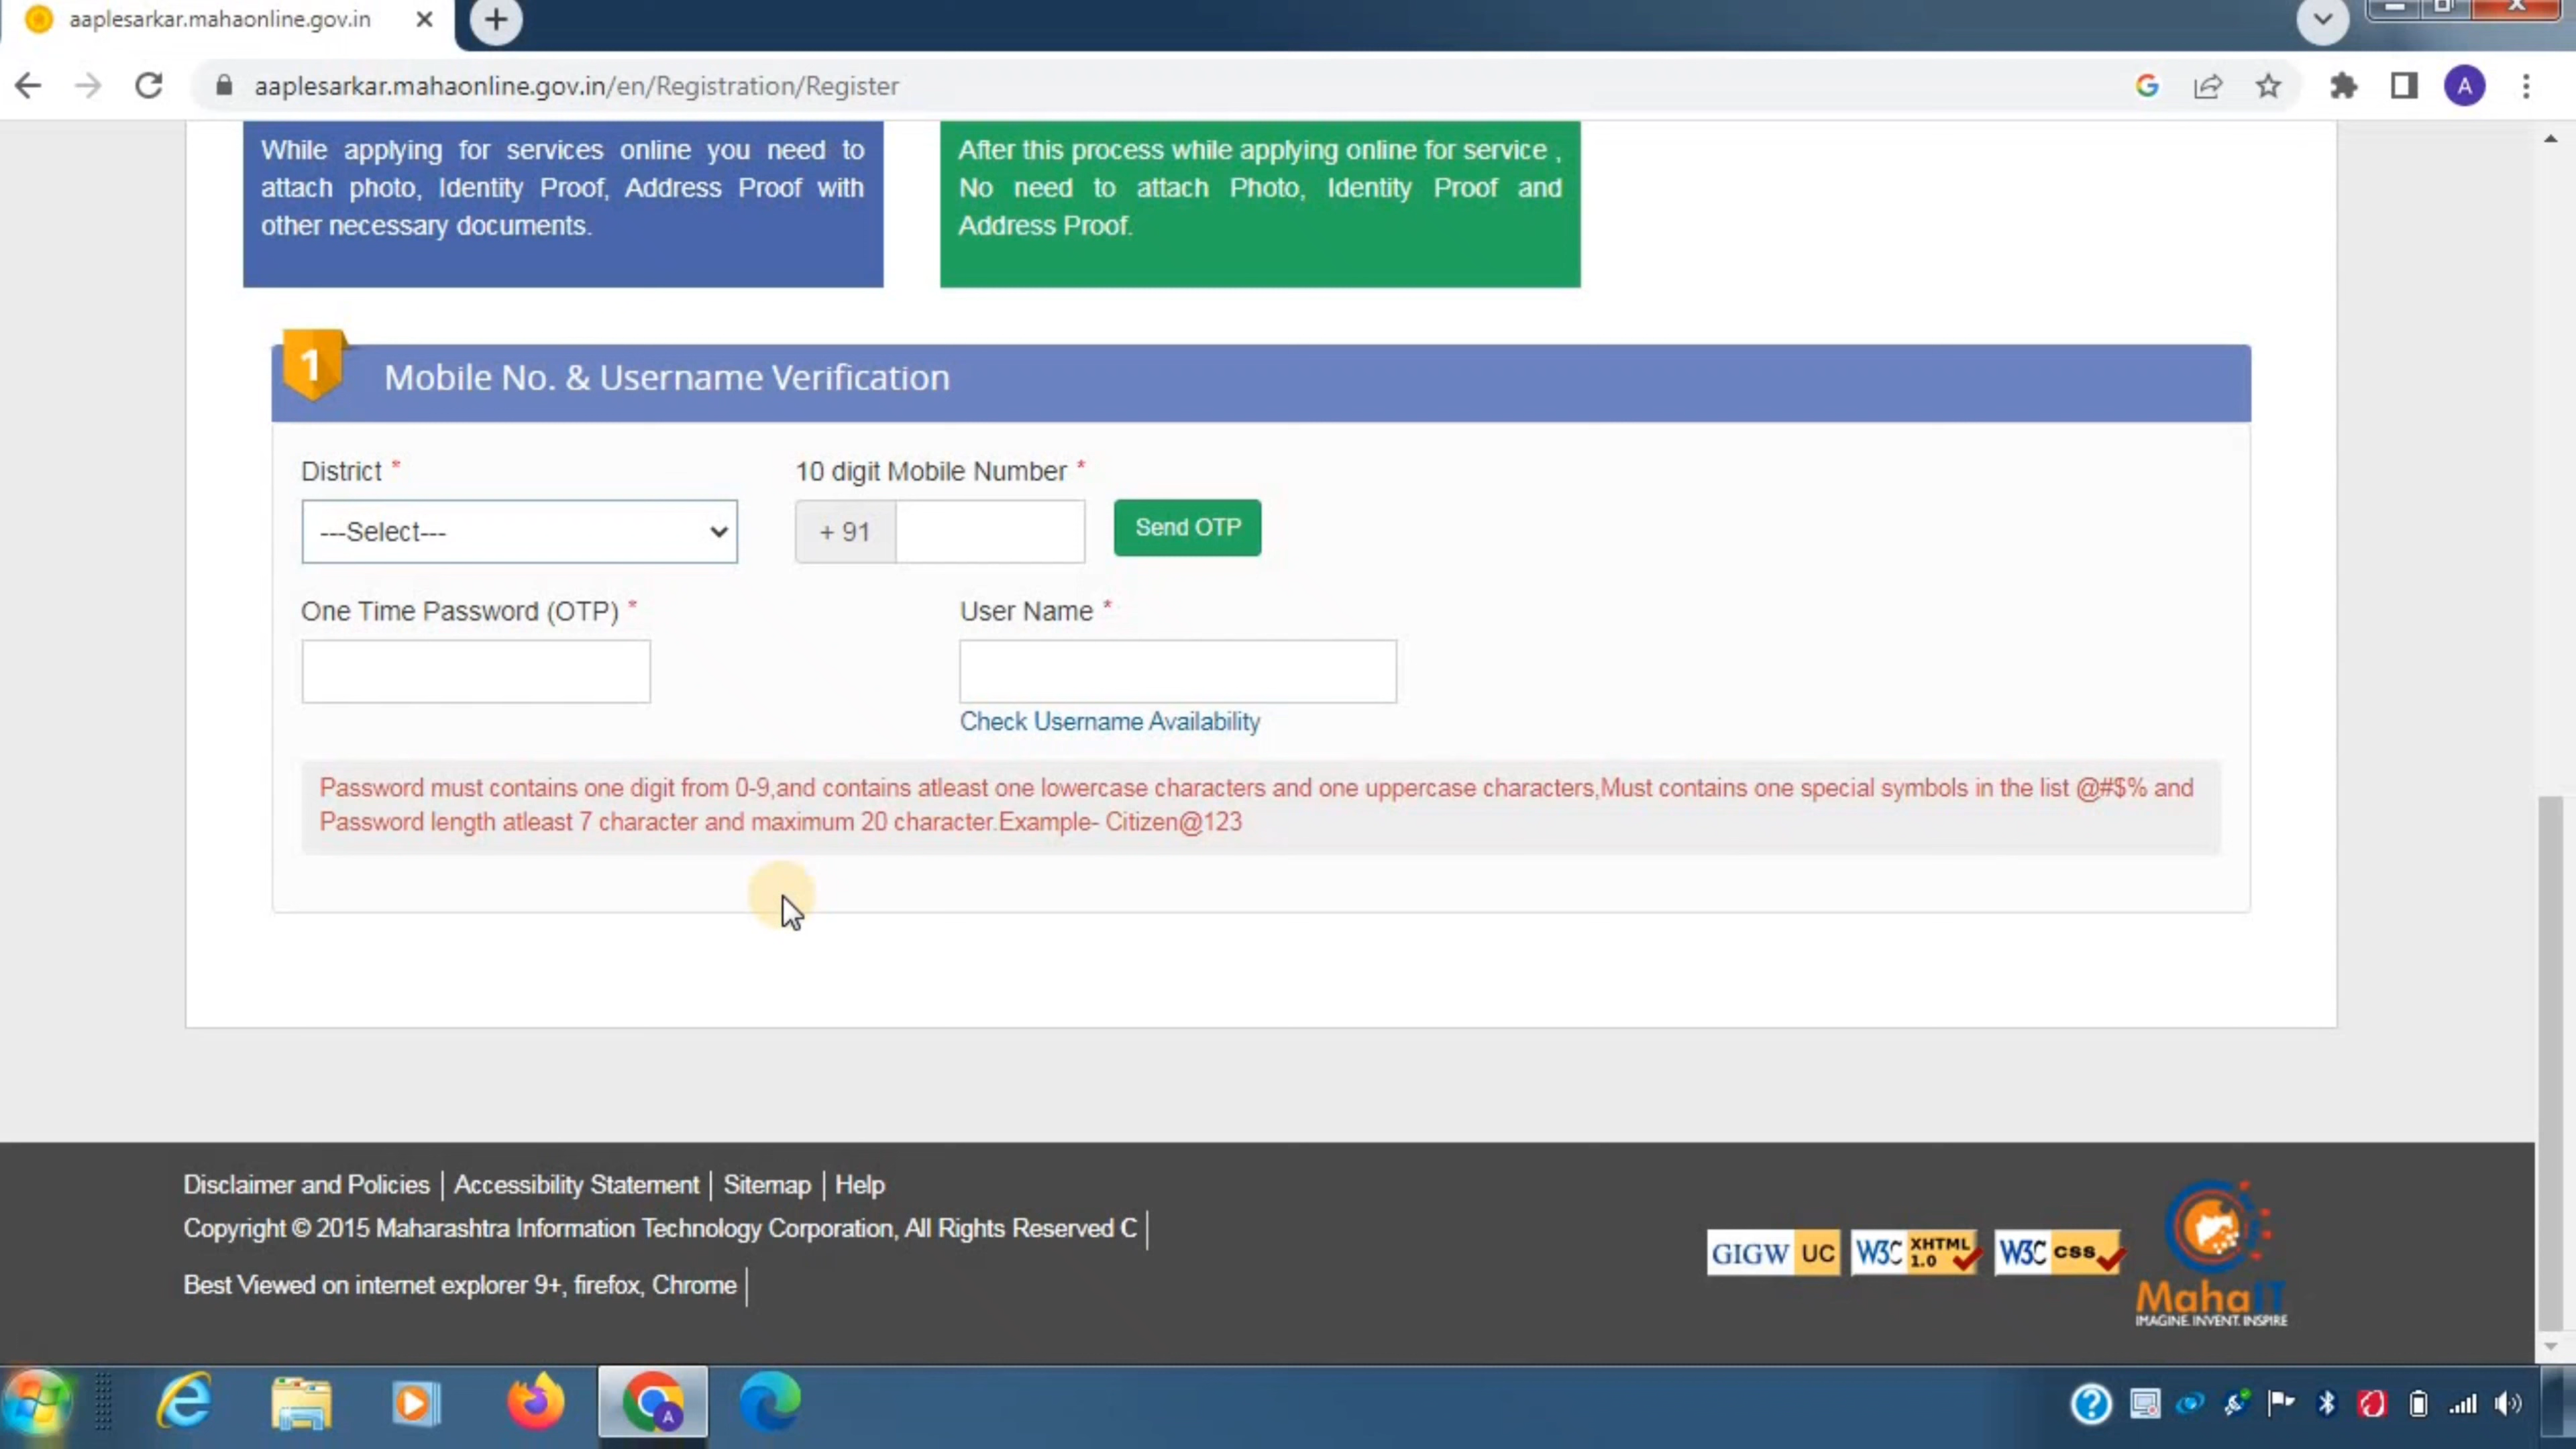 aaplesarkar.mahaonline.gov.in
aaplesarkar.mahaonline.gov.in/en/Registration/Register
A
While applying for services online you need to
attach photo, Identity Proof, Address Proof with
other necessary documents.
After this process while applying online for service ,
No need to attach Photo, Identity Proof and
Address Proof.
1
Mobile No. & Username Verification
District *
10 digit Mobile Number *
---Select---
+ 91
Send OTP
One Time Password (OTP) *
User Name *
Check Username Availability
Password must contains one digit from 0-9,and contains atleast one lowercase characters and one uppercase characters,Must contains one special symbols in the list @#$% and
Password length atleast 7 character and maximum 20 character.Example- Citizen@123
Disclaimer and Policies | Accessibility Statement | Sitemap | Help
Copyright © 2015 Maharashtra Information Technology Corporation, All Rights Reserved C |
Best Viewed on internet explorer 9+, firefox, Chrome |
GIGW UC
W3C XHTML 1.0
W3C css
MahaIT
IMAGINE.INVENT.INSPIRE
A